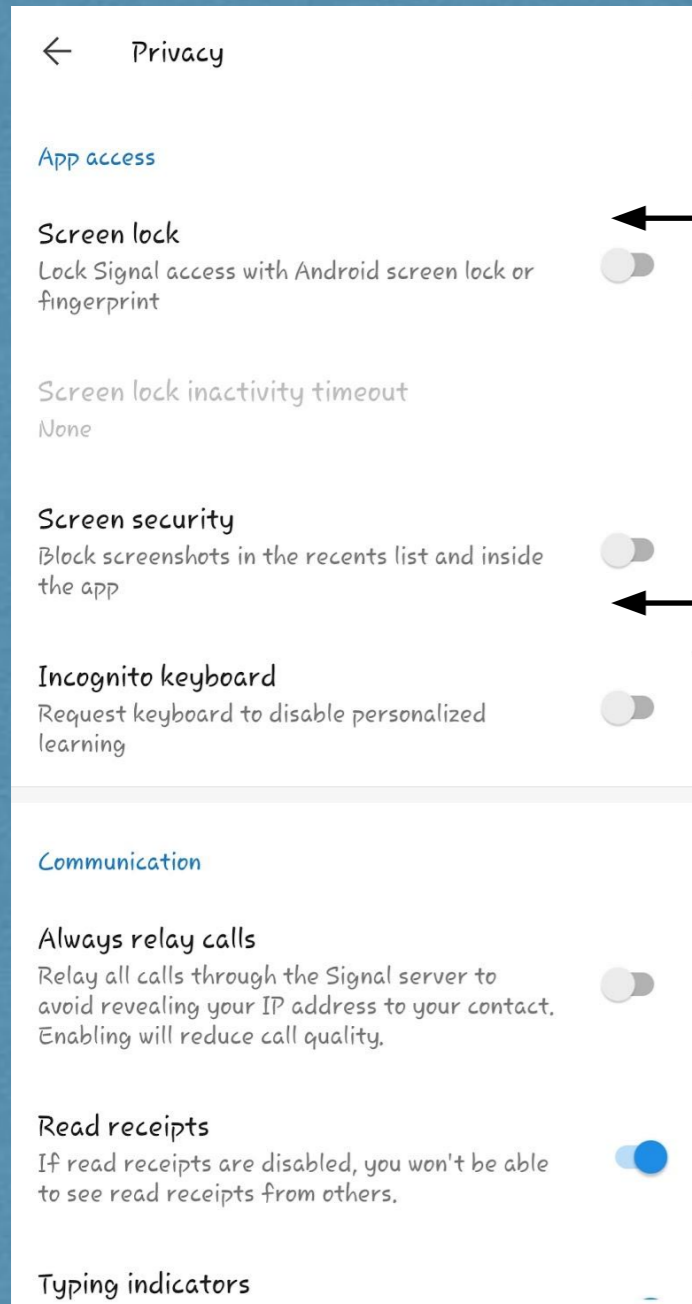 Privacy
App access
Screen lock
Lock Signal access with Android screen lock or
fingerprint
Screen lock inactivity timeout
None
Screen security
Block screenshots in the recents list and inside
the app
Incognito keyboard
Request keyboard to disable personalized
learning
Communication
Always relay calls
Relay all calls through the Signal server to
avoid revealing your IP address to your contact.
Enabling will reduce call quality.
Read receipts
If read receipts are disabled, you won't be able
to see read receipts from others.
Typing indicators